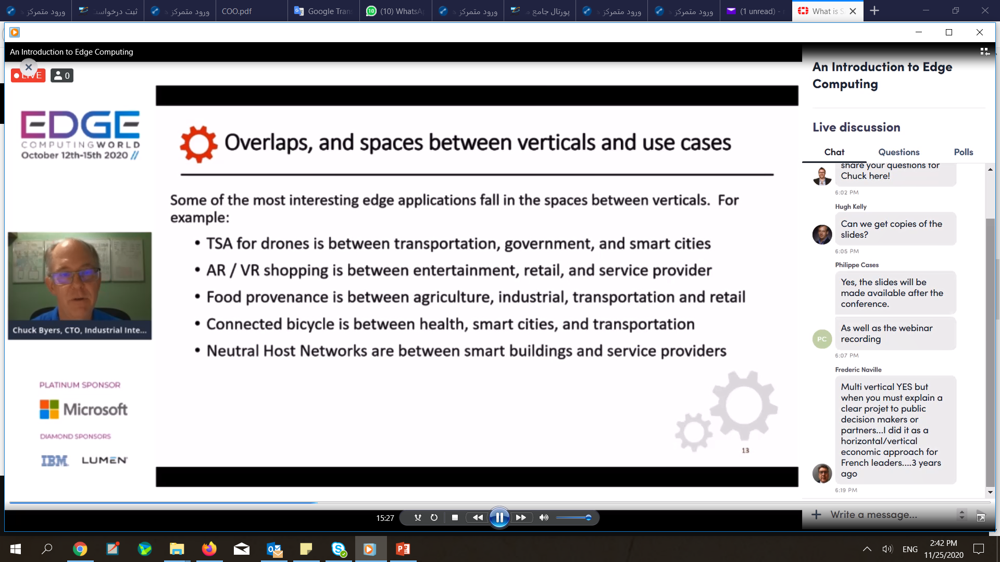 ورود متمرکز د
ثبت درخواست
ورود متمرکز د
COO.pdf
Google Trans
(10) WhatsA
ورود متمرکز د
پورتال جامع م
ورود متمرکز د
ورود متمرکز د
(1 unread) -
What is S
An Introduction to Edge Computing
LIVE
0
EDGE
COMPUTINGWORLD
October 12th-15th 2020 //
Overlaps, and spaces between verticals and use cases
Some of the most interesting edge applications fall in the spaces between verticals. For
example:
• TSA for drones is between transportation, government, and smart cities
• AR / VR shopping is between entertainment, retail, and service provider
• Food provenance is between agriculture, industrial, transportation and retail
• Connected bicycle is between health, smart cities, and transportation
• Neutral Host Networks are between smart buildings and service providers
13
Chuck Byers, CTO, Industrial Inte...
PLATINUM SPONSOR
Microsoft
DIAMOND SPONSORS
IBM LUMEN
An Introduction to Edge
Computing
Live discussion
Chat Questions Polls
share your questions for
Chuck here!
6:02 PM
Hugh Kelly
Can we get copies of the
slides?
6:05 PM
Philippe Cases
Yes, the slides will be
made available after the
conference.
As well as the webinar
recording
PC
6:07 PM
Frederic Naville
Multi vertical YES but
when you must explain a
clear projet to public
decision makers or
partners...I did it as a
horizontal/vertical
economic approach for
French leaders....3 years
ago
6:19 PM
Write a message...
15:27
ENG
2:42 PM
11/25/2020